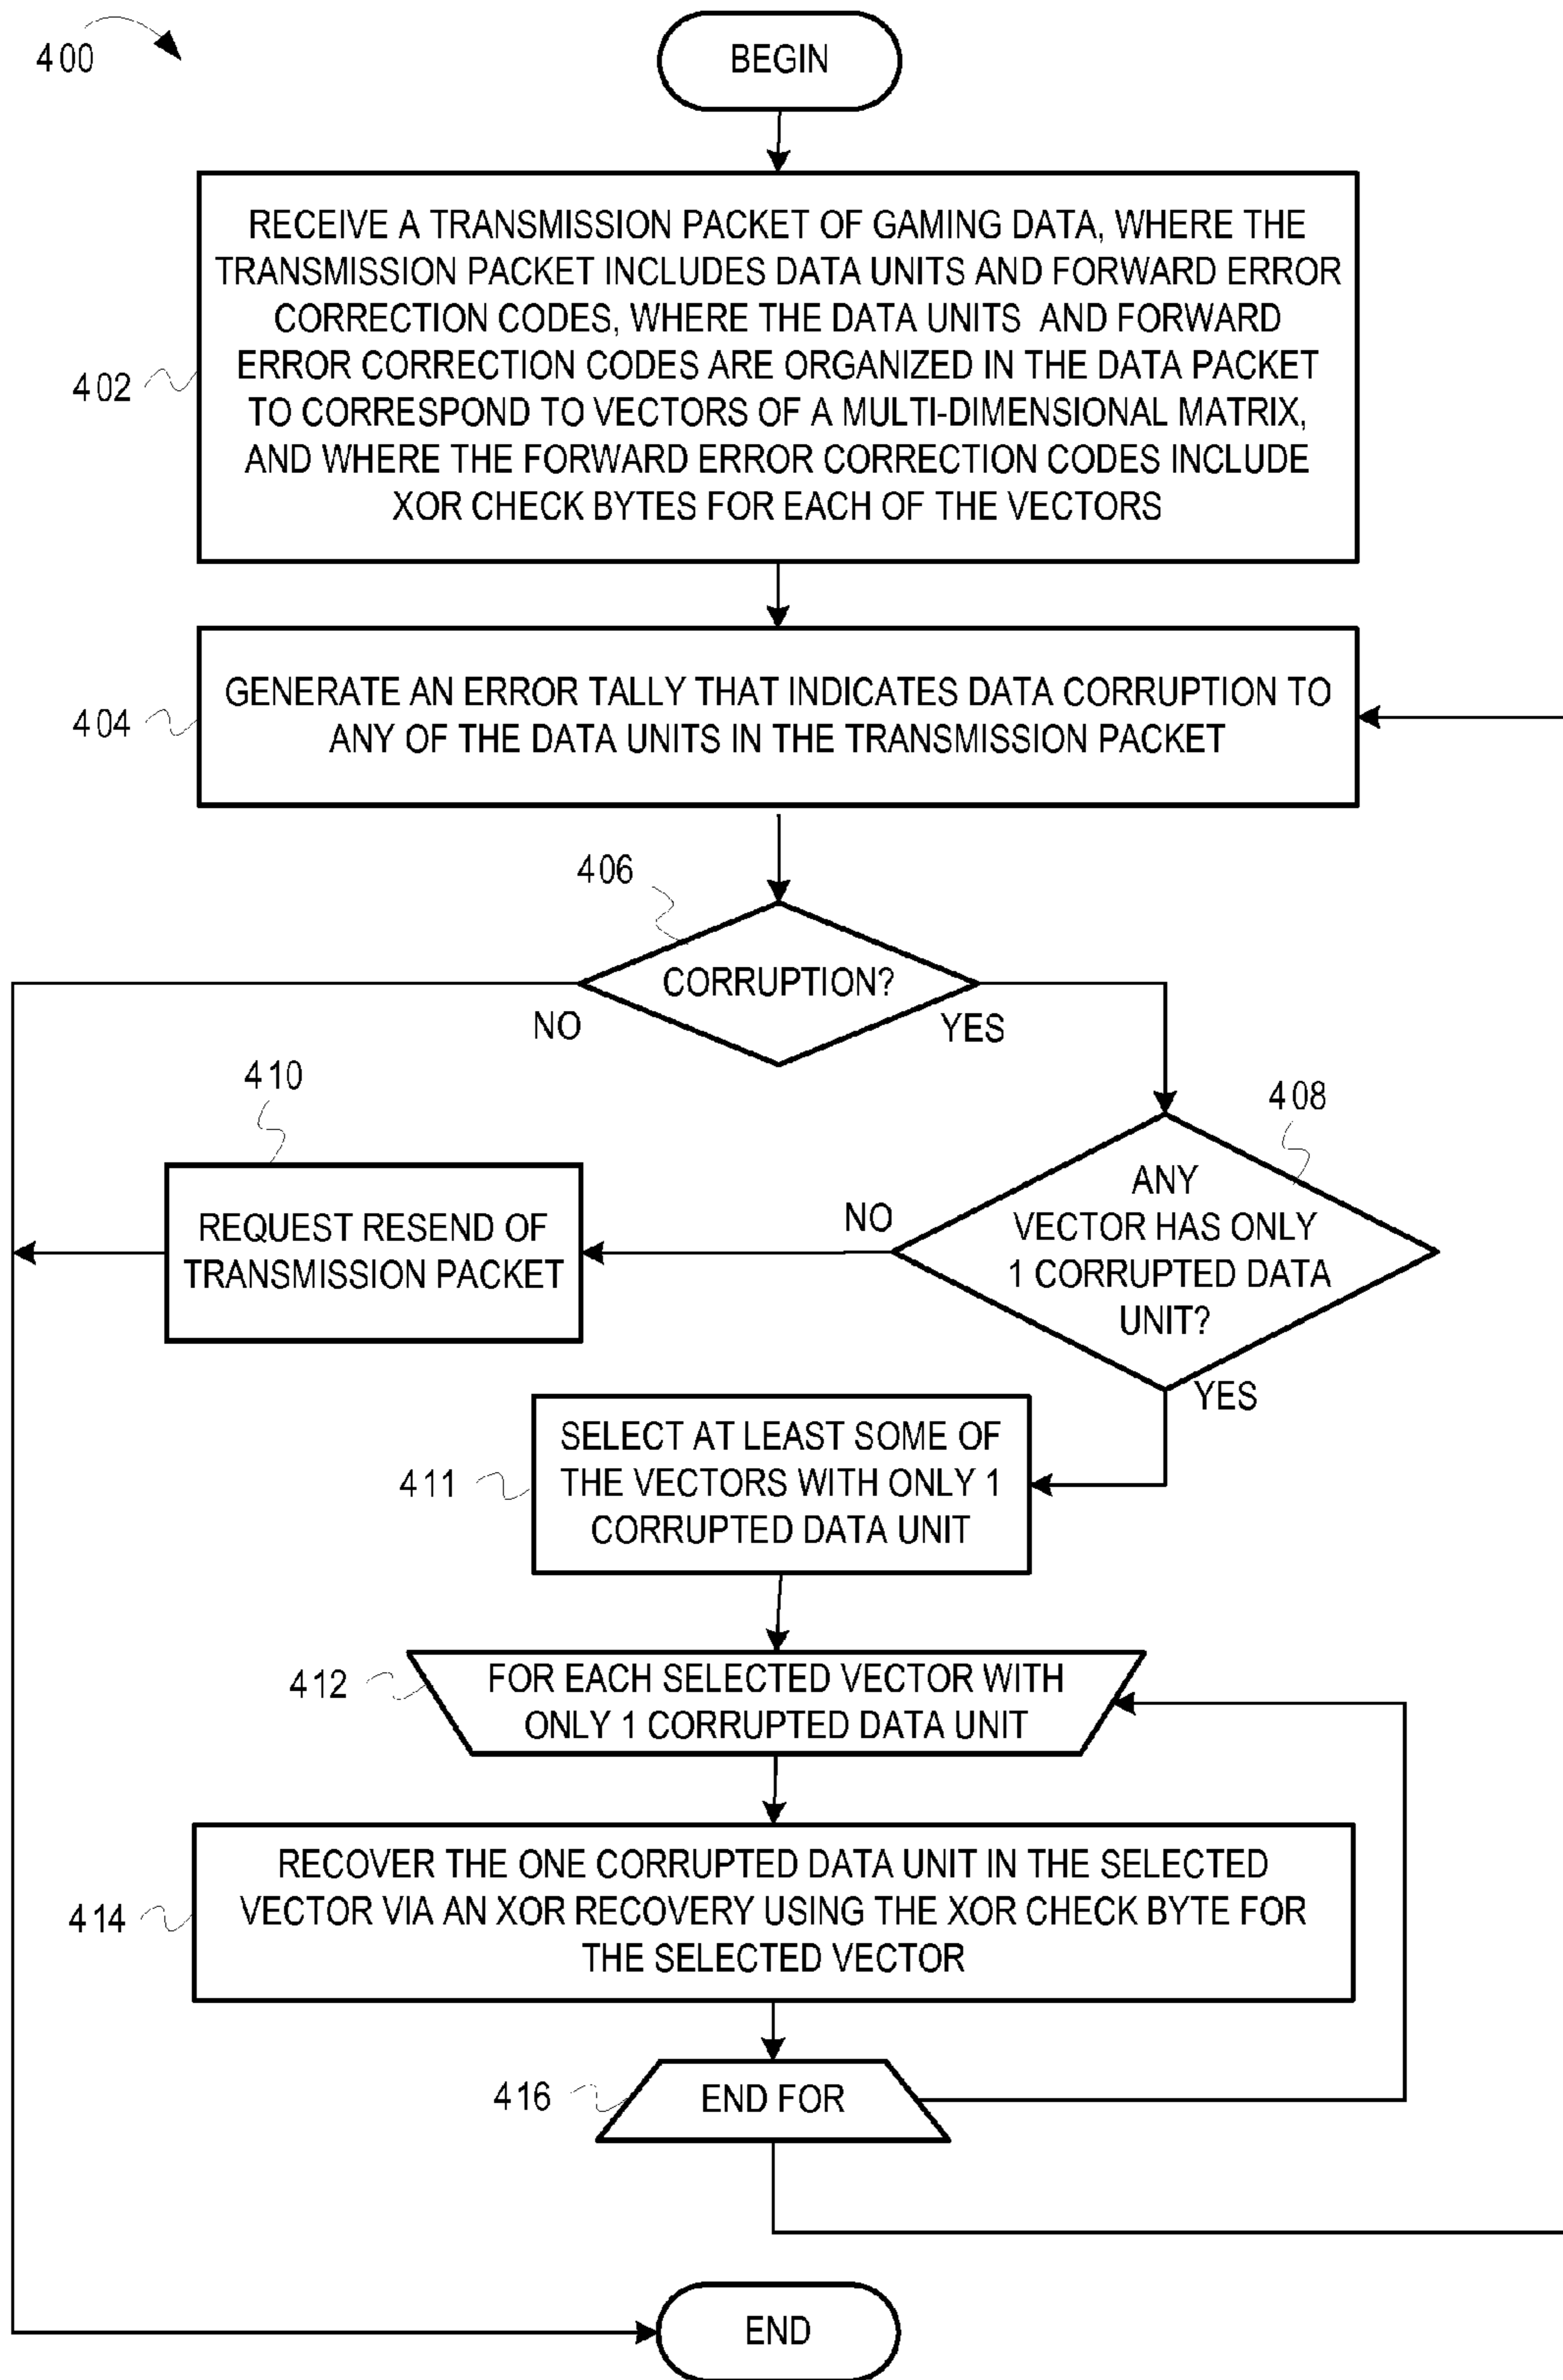 400
BEGIN
RECEIVE A TRANSMISSION PACKET OF GAMING DATA, WHERE THE
TRANSMISSION PACKET INCLUDES DATA UNITS AND FORWARD ERROR
CORRECTION CODES, WHERE THE DATA UNITS AND FORWARD
ERROR CORRECTION CODES ARE ORGANIZED IN THE DATA PACKET
TO CORRESPOND TO VECTORS OF A MULTI-DIMENSIONAL MATRIX,
AND WHERE THE FORWARD ERROR CORRECTION CODES INCLUDE
XOR CHECK BYTES FOR EACH OF THE VECTORS
402
GENERATE AN ERROR TALLY THAT INDICATES DATA CORRUPTION TO
ANY OF THE DATA UNITS IN THE TRANSMISSION PACKET
404
406
CORRUPTION?
NO
YES
410
408
REQUEST RESEND OF
TRANSMISSION PACKET
NO
ANY
VECTOR HAS ONLY
1 CORRUPTED DATA
UNIT?
YES
SELECT AT LEAST SOME OF
THE VECTORS WITH ONLY 1
CORRUPTED DATA UNIT
411
412
FOR EACH SELECTED VECTOR WITH
ONLY 1 CORRUPTED DATA UNIT
RECOVER THE ONE CORRUPTED DATA UNIT IN THE SELECTED
VECTOR VIA AN XOR RECOVERY USING THE XOR CHECK BYTE FOR
THE SELECTED VECTOR
414
416
END FOR
END